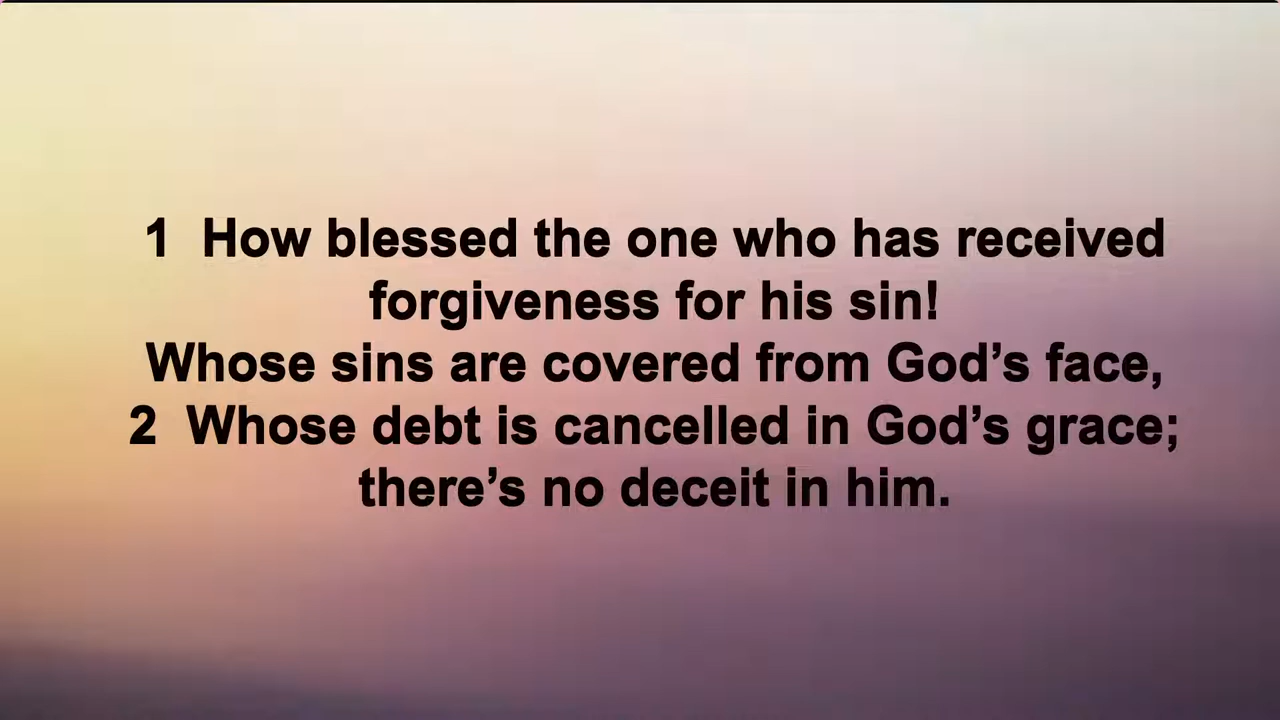 1  How blessed the one who has received
forgiveness for his sin!
Whose sins are covered from God’s face,
2  Whose debt is cancelled in God’s grace;
there’s no deceit in him.